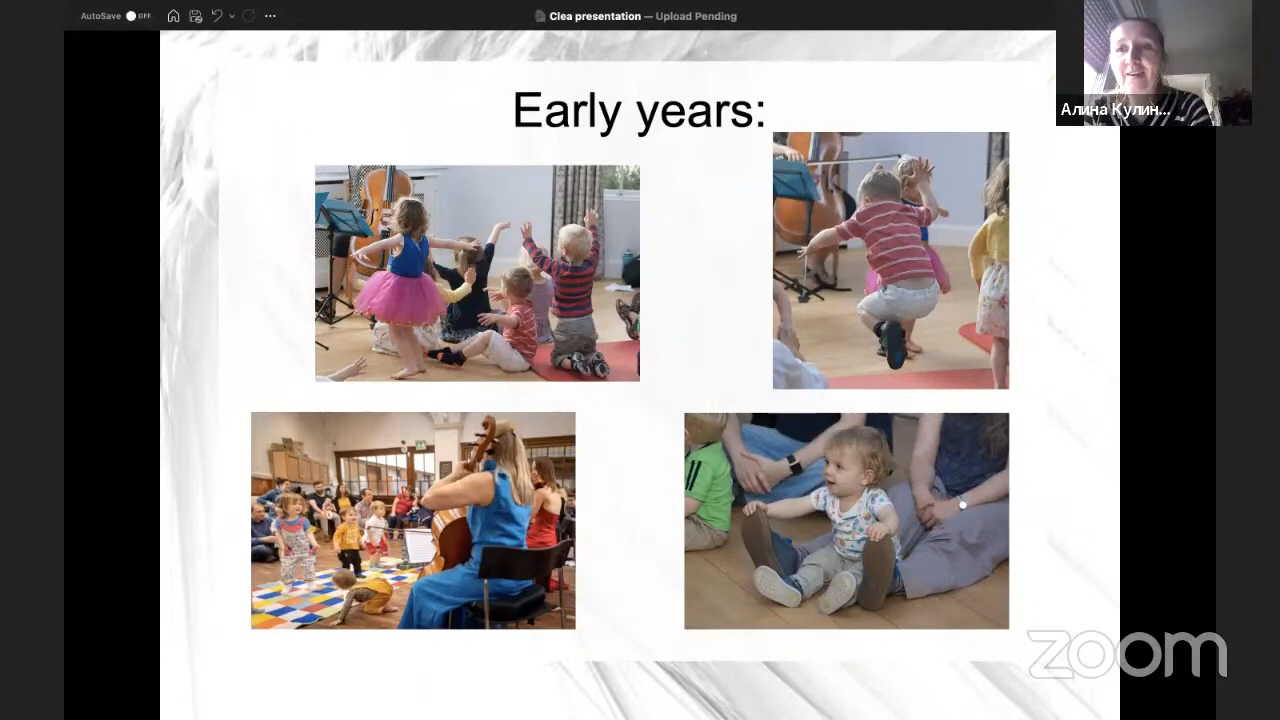 AutoSave OFF
Clea presentation — Upload Pending
Алина Кулин...
Early years:
zoom